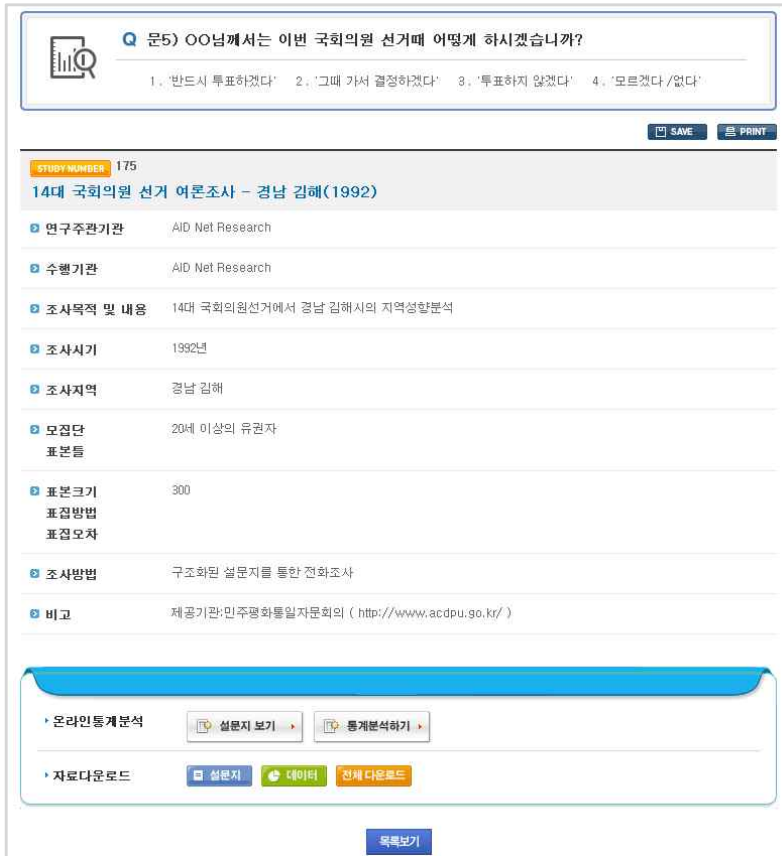 Q 문5) OO님께서는 이번 국회의원 선거때 어떻게 하시겠습니까?
1. '반드시 투표하겠다' 2. '그때 가서 결정하겠다' 3. '투표하지 않겠다' 4. '모르겠다/없다'
SAVE PRINT
STUDY NUMBER 175
14대 국회의원 선거 여론조사 - 경남 김해(1992)
연구주관기관 AID Net Research
수행기관 AID Net Research
조사목적 및 내용 14대 국회의원선거에서 경남 김해시의 지역성향분석
조사시기 1992년
조사지역 경남 김해
모집단 20세 이상의 유권자
표본틀
표본크기 300
표집방법
표집오차
조사방법 구조화된 설문지를 통한 전화조사
비고 제공기관:민주평화통일자문회의 ( http://www.acdpu.go.kr/ )
온라인통계분석 설문지 보기 통계분석하기
자료다운로드 설문지 데이터 전체 다운로드
목록보기